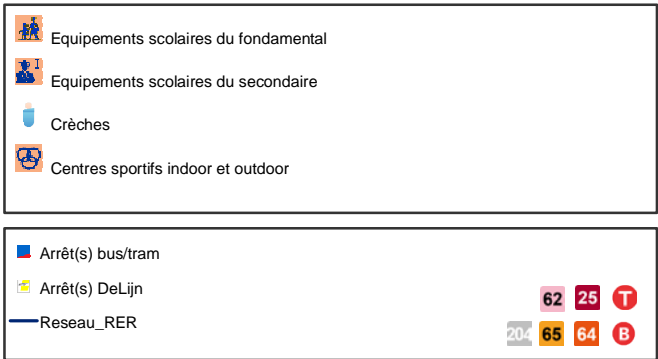 Equipements scolaires du fondamental
Equipements scolaires du secondaire
Crèches
Centres sportifs indoor et outdoor
Arrêt(s) bus/tram
Arrêt(s) DeLijn
62 25 T
Reseau_RER
204 65 64 B